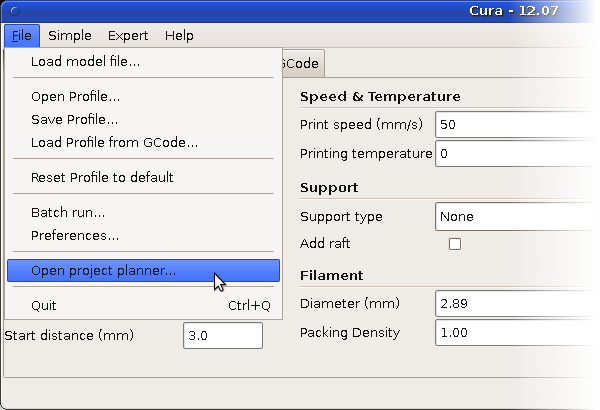 Cura - 12.07
File Simple Expert Help
Load model file...
Open Profile...
Save Profile...
Load Profile from GCode...
Reset Profile to default
Batch run...
Preferences...
Open project planner...
Quit Ctrl+Q
Start distance (mm) 3.0
GCode
Speed & Temperature
Print speed (mm/s) 50
Printing temperature 0
Support
Support type None
Add raft
Filament
Diameter (mm) 2.89
Packing Density 1.00